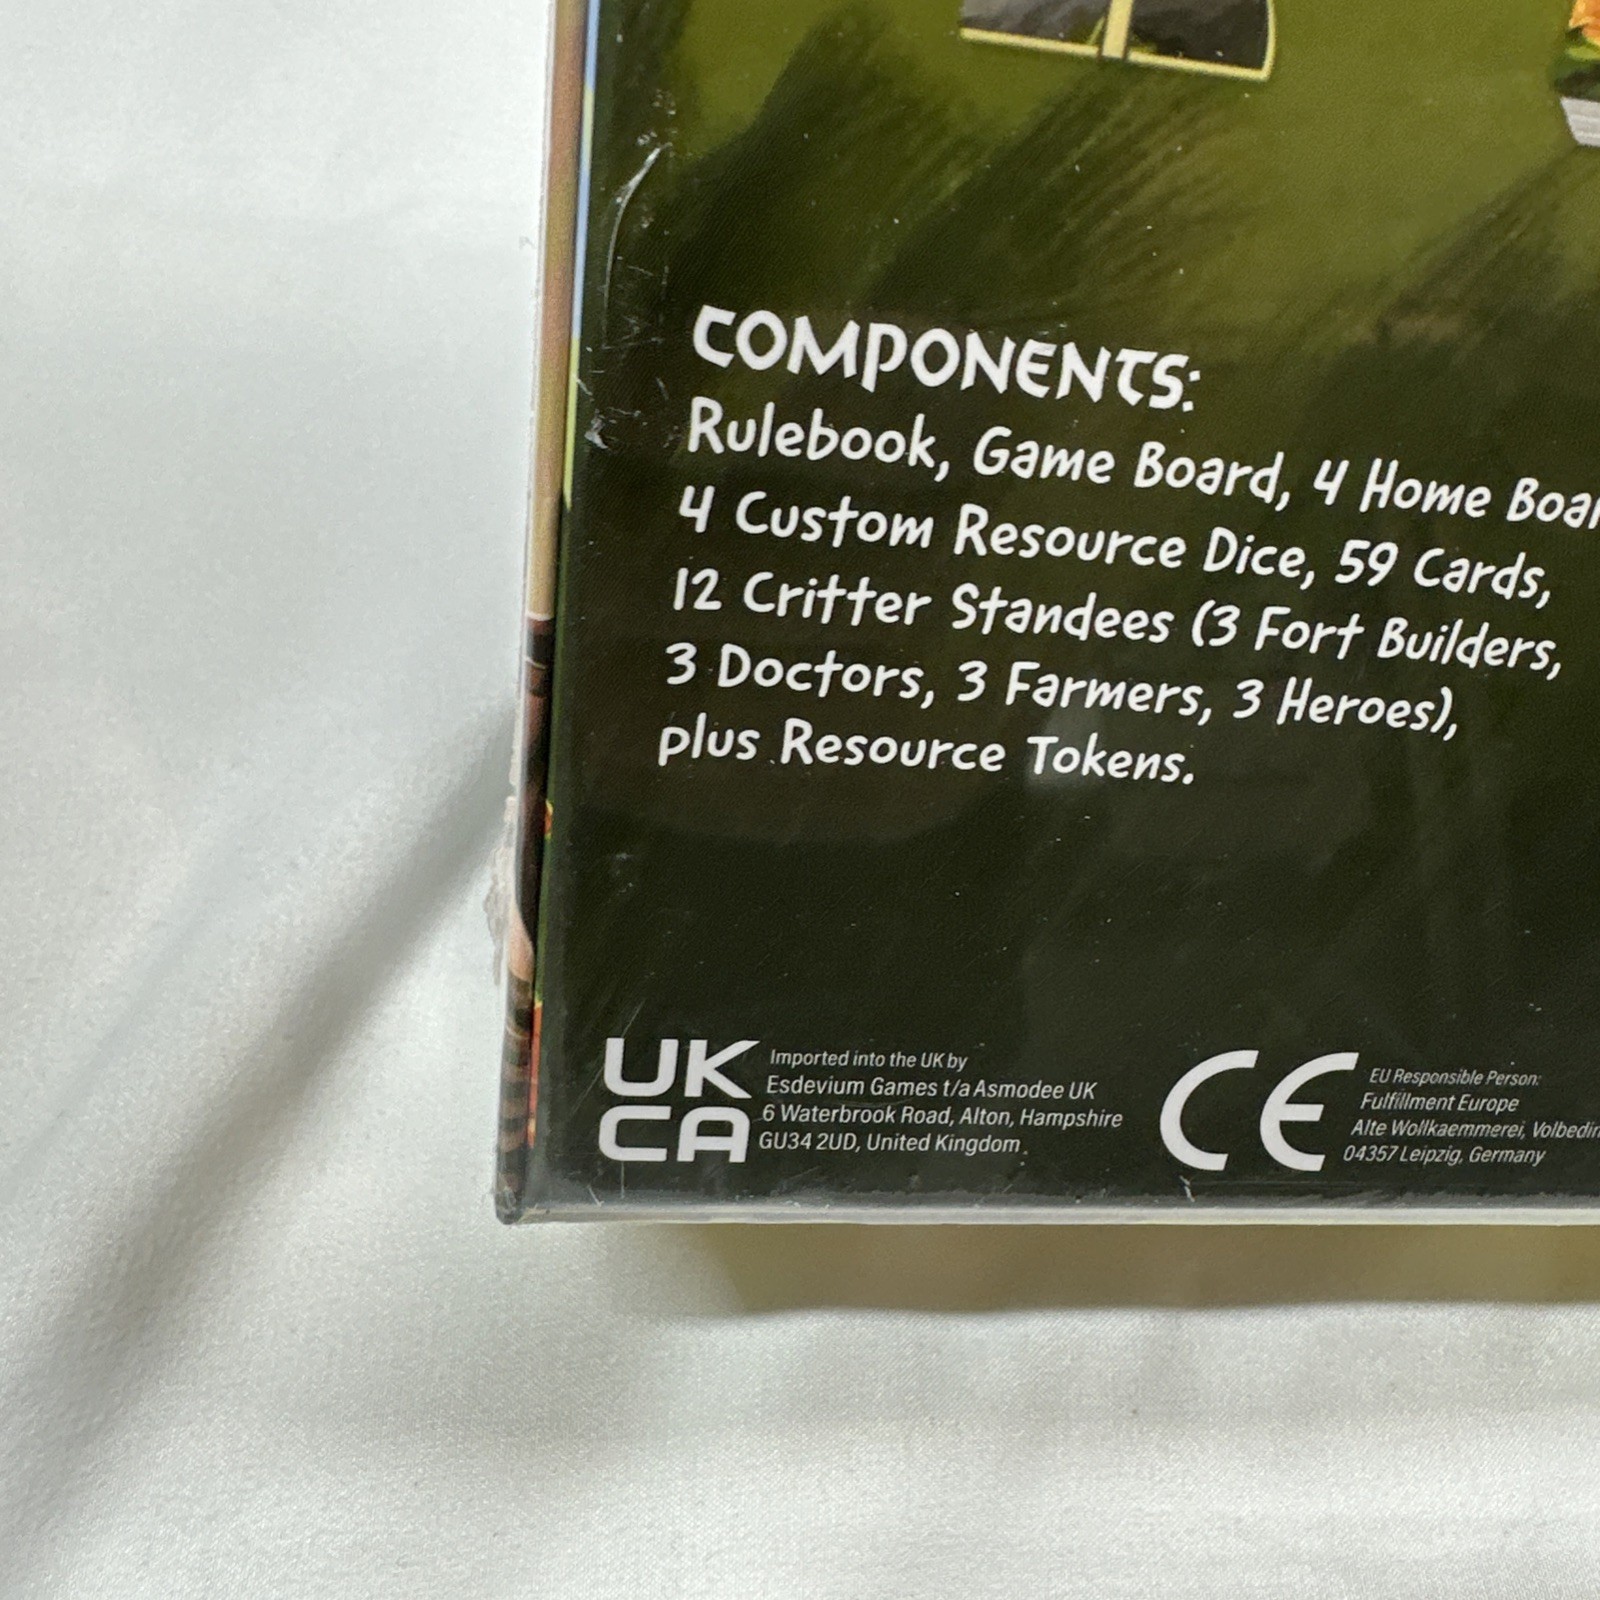 COMPONENTS:
Rulebook, Game Board, 4 Home
4 Custom Resource Dice, 59 Cards,
12 Critter Standees (3 Fort Builders,
3 Doctors, 3 Farmers, 3 Heroes),
plus Resource Tokens.
UK
CA
Imported into the UK by
Esdevium Games t/a Asmodee UK
6 Waterbrook Road, Alton, Hampshire
GU34 2UD, United Kingdom
CE
EU Responsible Person:
Fulfillment Europe
Alte Wollkaemmerei,
04357 Leipzig, Germany